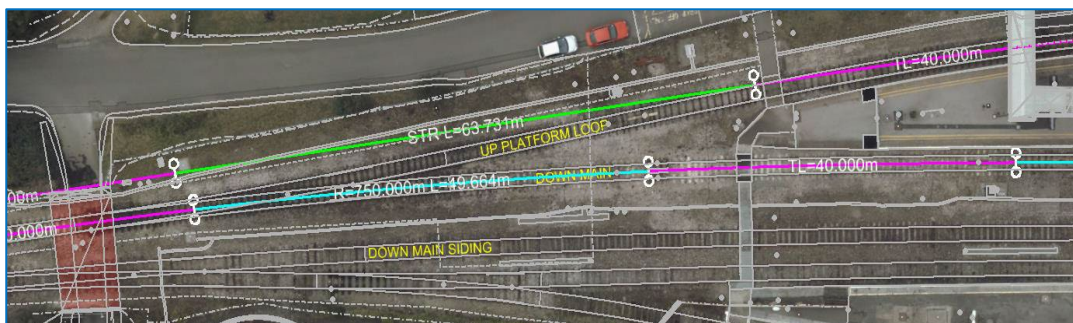 TL=40.000m
STR L=63.731m
UP PLATFORM LOOP
TL=40.000m
00m
R=750.000m L=49.664m
DOWN MAIN
0.000m
DOWN MAIN SIDING